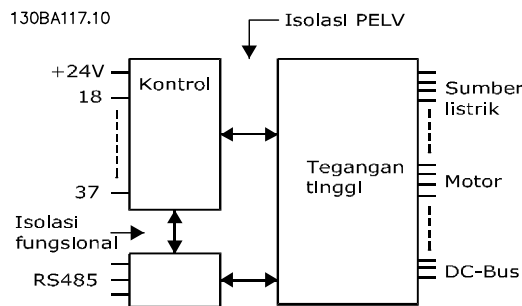 130BA117.10
Isolasi PELV
+24V
18
37
Kontrol
Tegangan
tinggi
Sumber
listrik
Motor
DC-Bus
Isolasi
fungsional
RS485